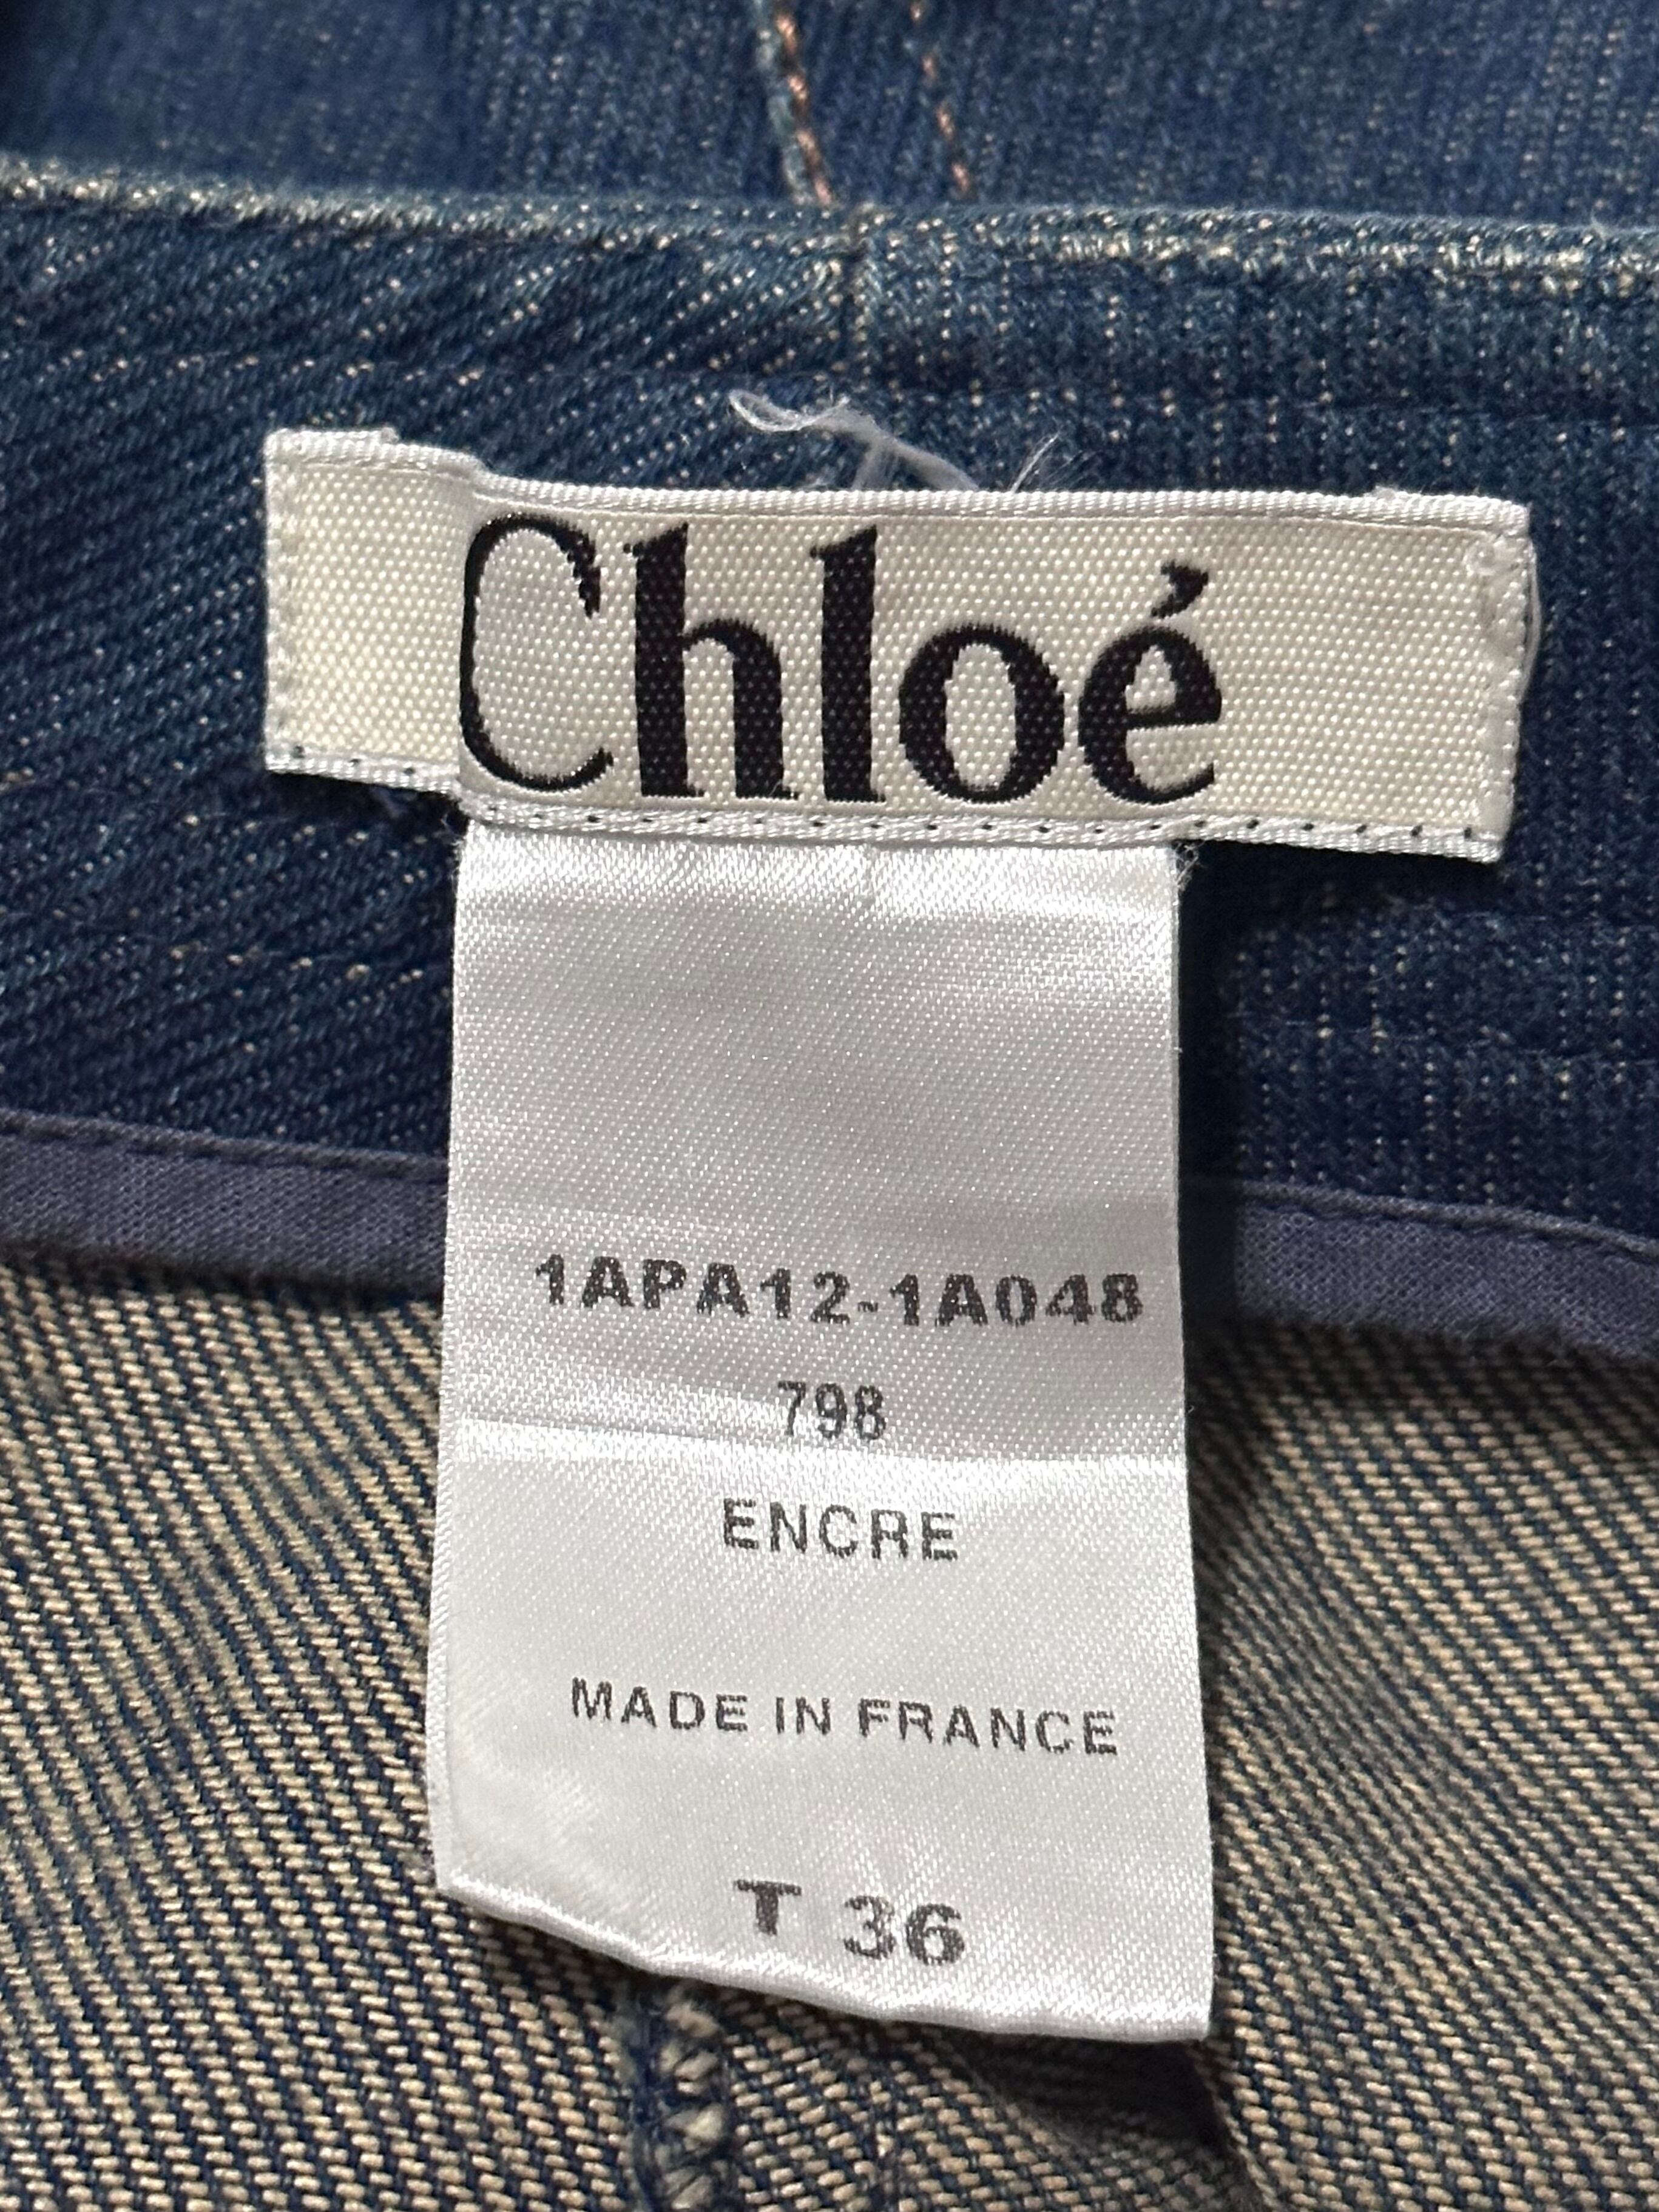 Chloé
1APA12-1A048
798
ENCRE
MADE IN FRANCE
T 36